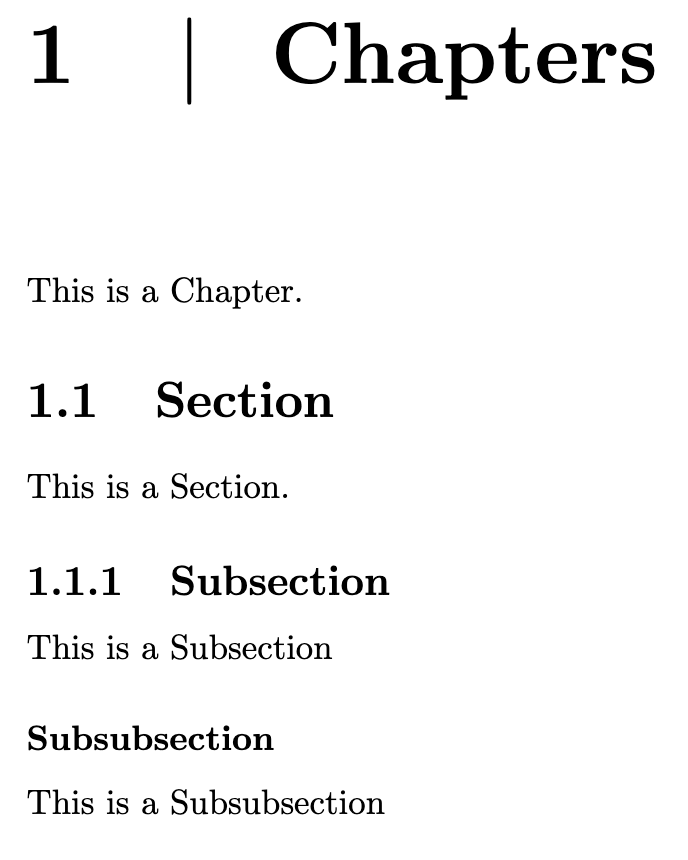 1 | Chapters
This is a Chapter.
1.1 Section
This is a Section.
1.1.1 Subsection
This is a Subsection
Subsubsection
This is a Subsubsection